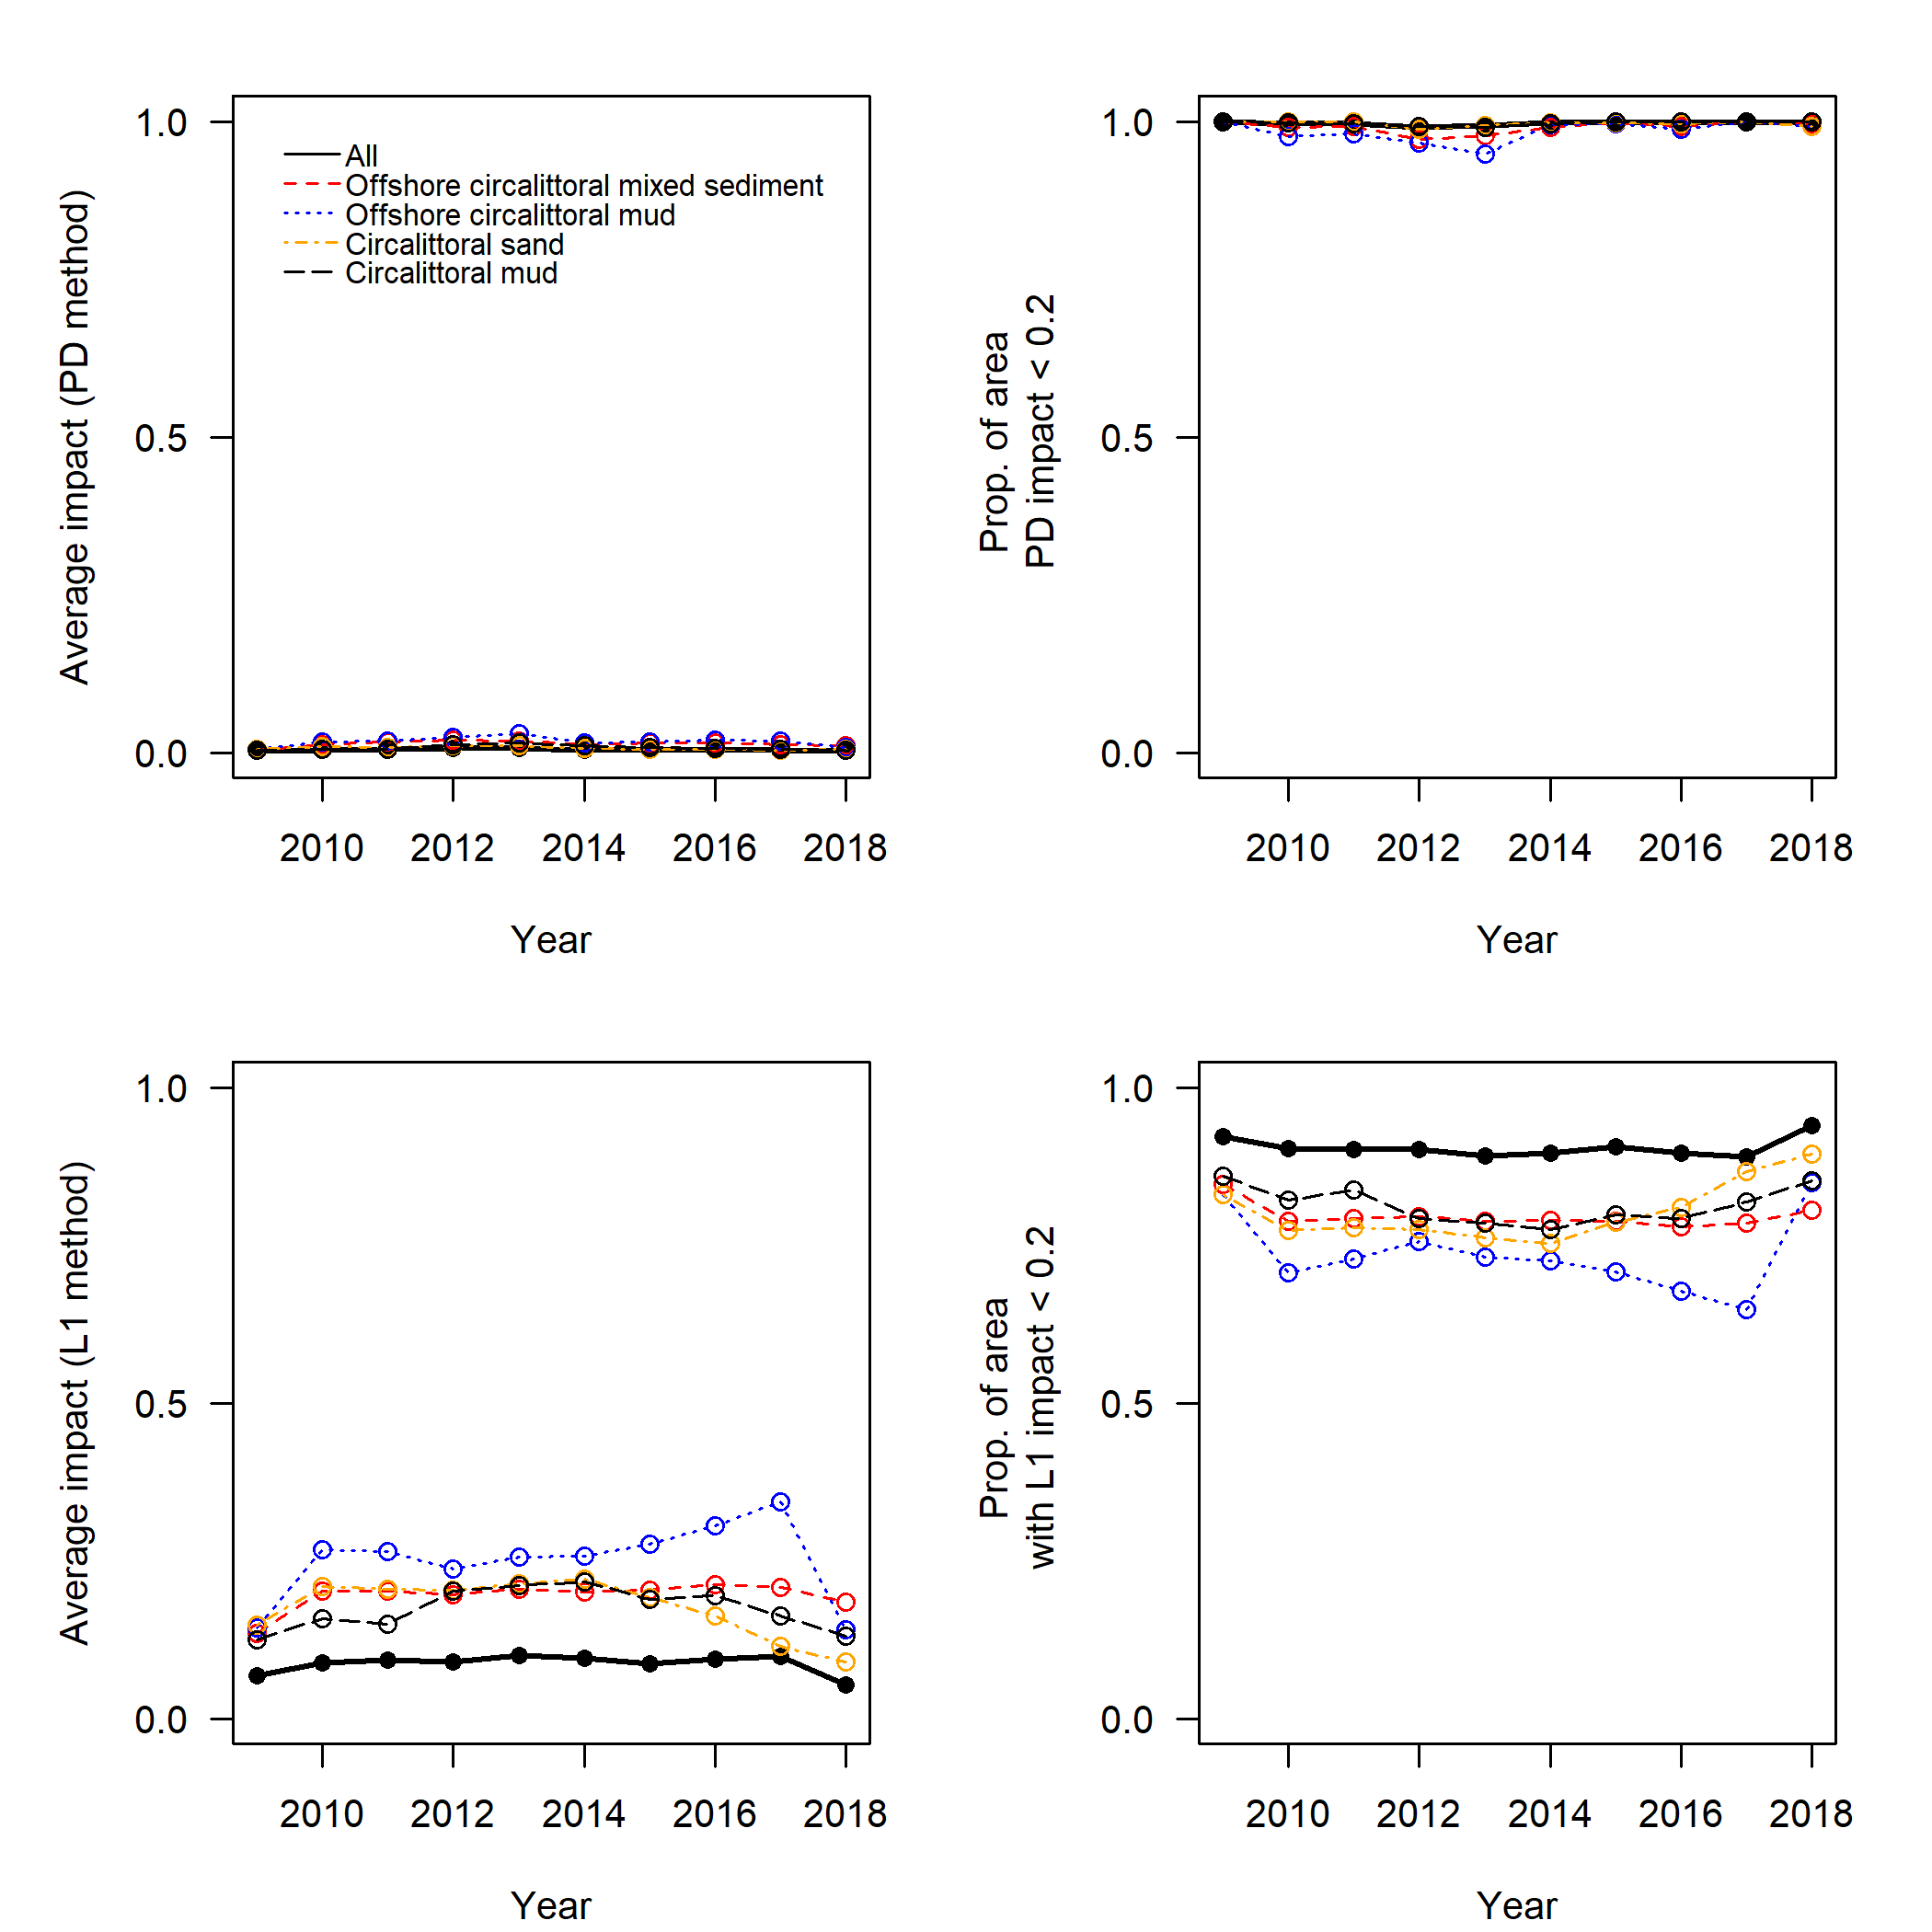 Average impact (PD method)
1.0
0.5
0.0
All
Offshore circalittoral mixed sediment
Offshore circalittoral mud
Circalittoral sand
Circalittoral mud
2010 2012 2014 2016 2018
Year
Prop. of area
PD impact < 0.2
1.0
0.5
0.0
2010 2012 2014 2016 2018
Year
Average impact (L1 method)
1.0
0.5
0.0
2010 2012 2014 2016 2018
Year
Prop. of area
with L1 impact < 0.2
1.0
0.5
0.0
2010 2012 2014 2016 2018
Year